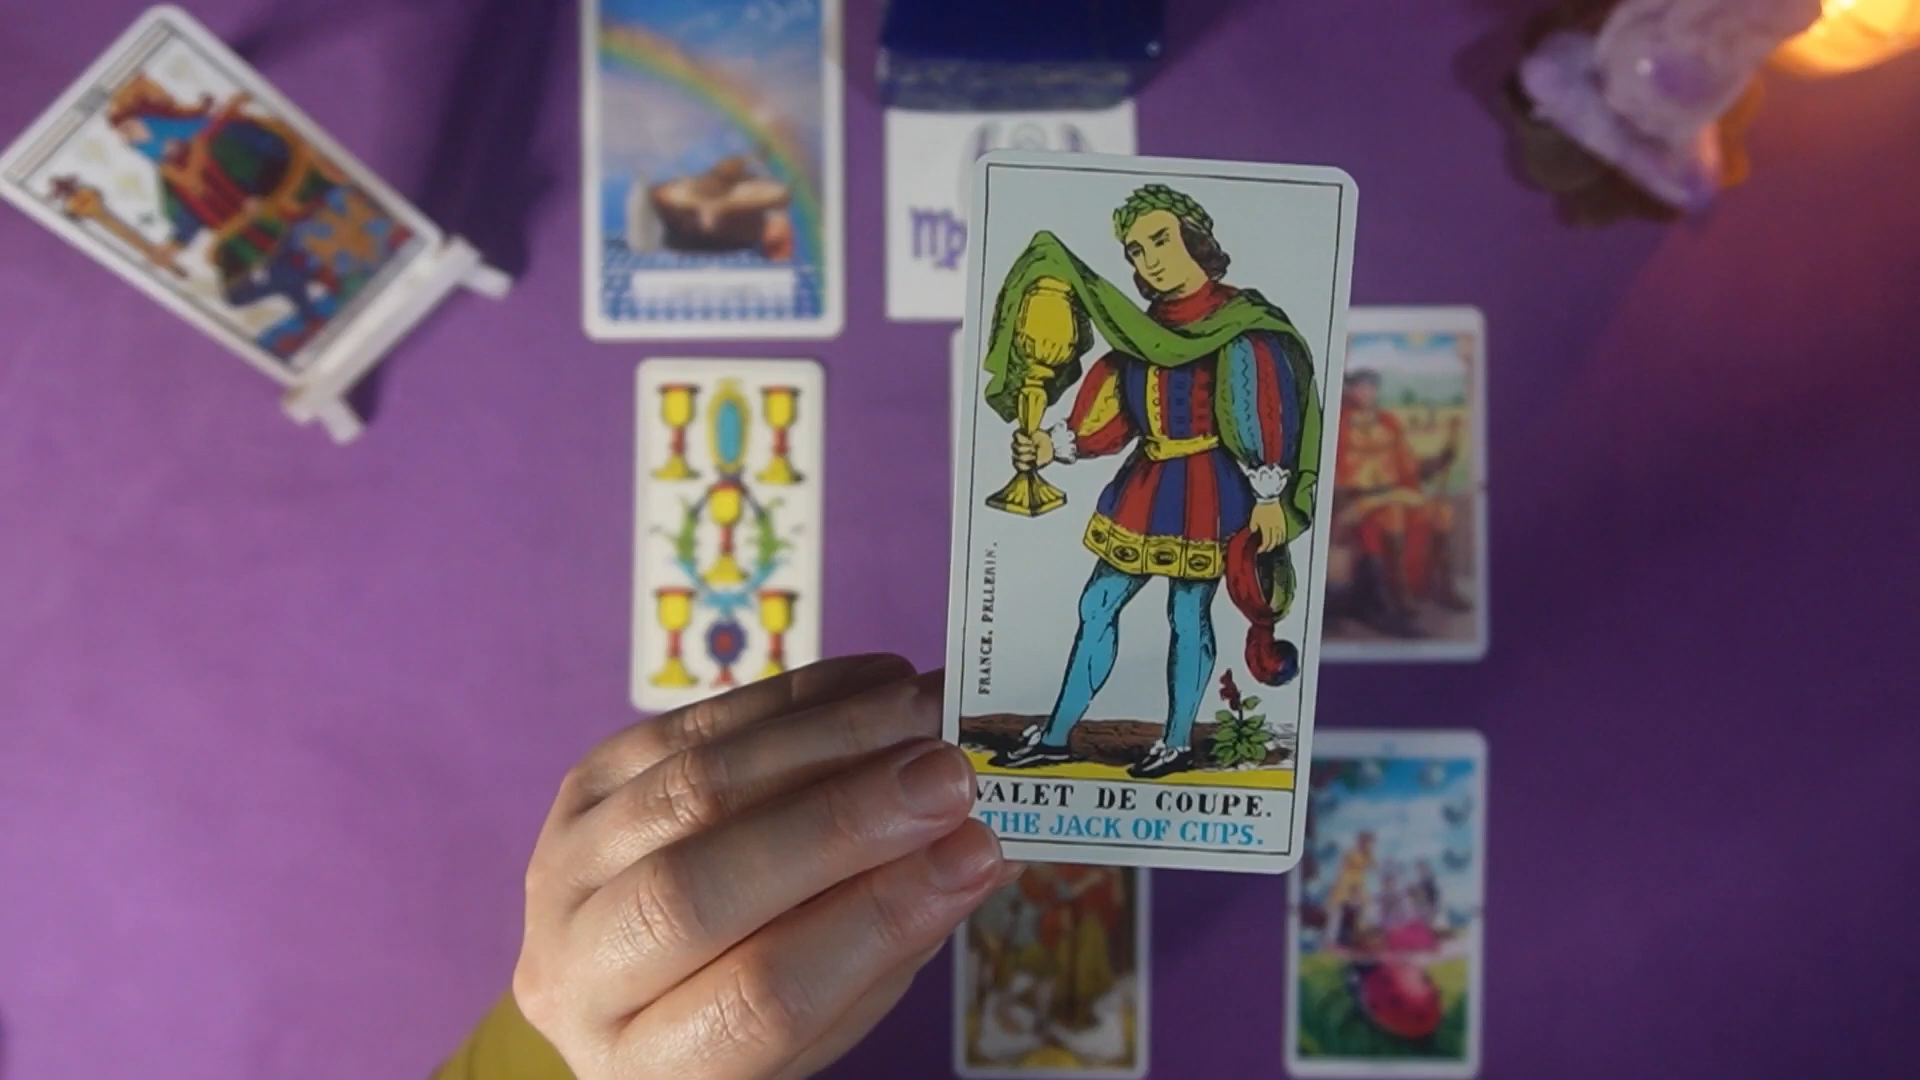 FRANCE. PELLERIN.
VALET DE COUPE.
THE JACK OF CUPS.